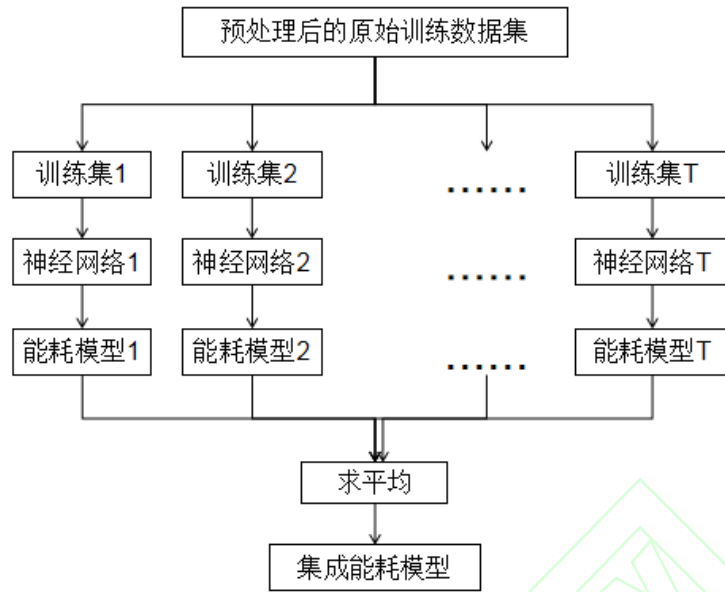 预处理后的原始训练数据集
训练集1 训练集2 ...... 训练集T
神经网络1 神经网络2 ...... 神经网络T
能耗模型1 能耗模型2 ...... 能耗模型T
求平均
集成能耗模型